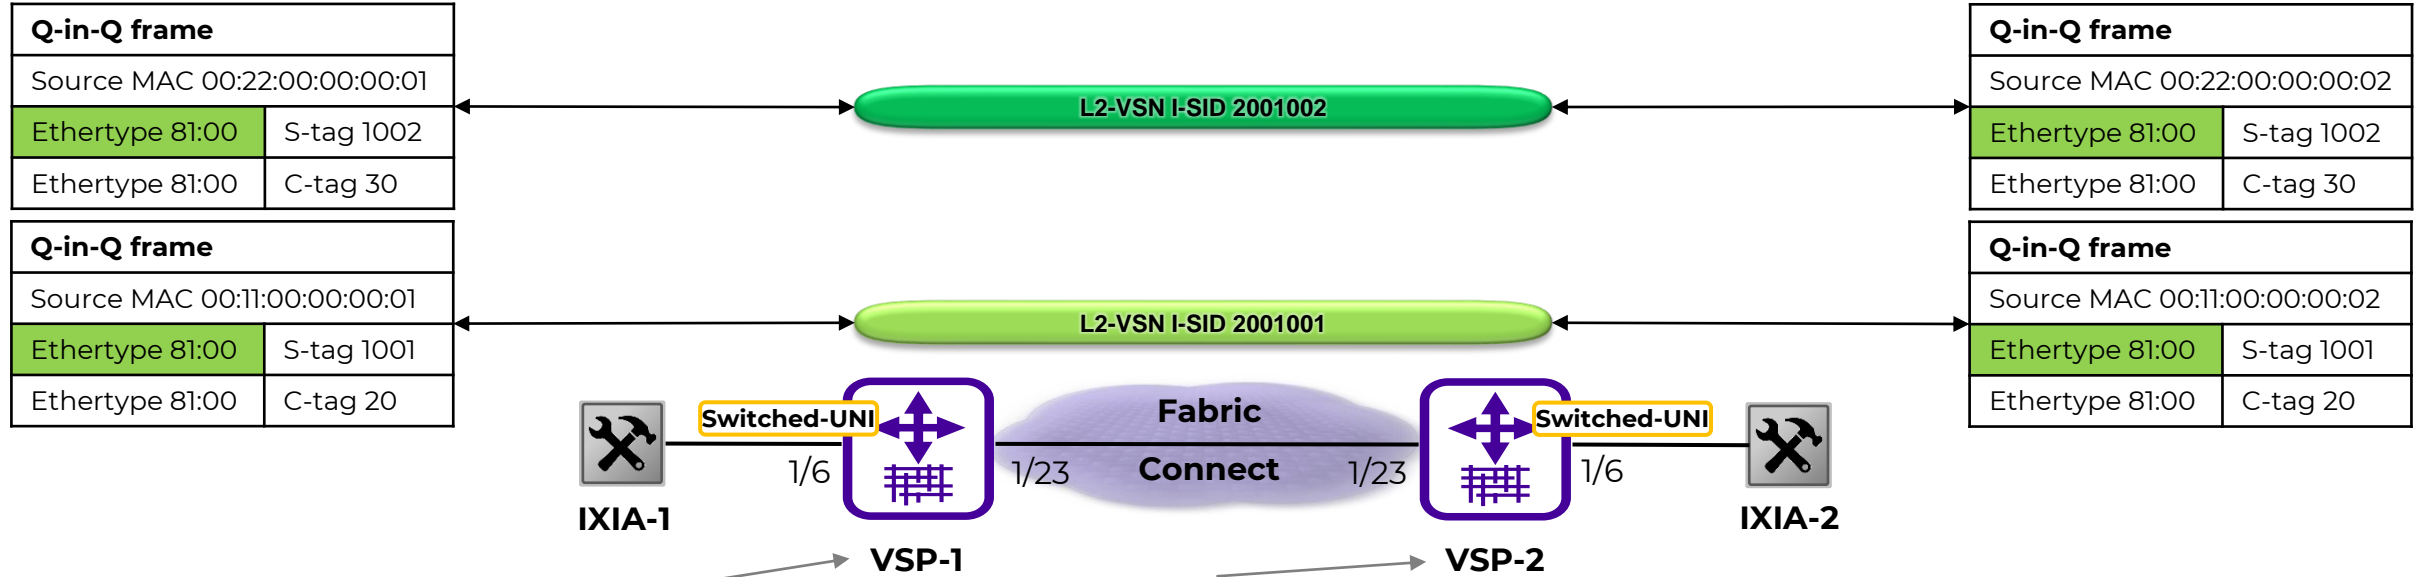 Q-in-Q frame
Source MAC 00:22:00:00:00:01
Ethertype 81:00 S-tag 1002
Ethertype 81:00 C-tag 30
L2-VSN I-SID 2001002
Q-in-Q frame
Source MAC 00:22:00:00:00:02
Ethertype 81:00 S-tag 1002
Ethertype 81:00 C-tag 30
Q-in-Q frame
Source MAC 00:11:00:00:00:01
Ethertype 81:00 S-tag 1001
Ethertype 81:00 C-tag 20
L2-VSN I-SID 2001001
Q-in-Q frame
Source MAC 00:11:00:00:00:02
Ethertype 81:00 S-tag 1001
Ethertype 81:00 C-tag 20
Switched-UNI
Fabric
Connect
Switched-UNI
1/6
1/23
1/23
1/6
IXIA-1
IXIA-2
VSP-1
VSP-2